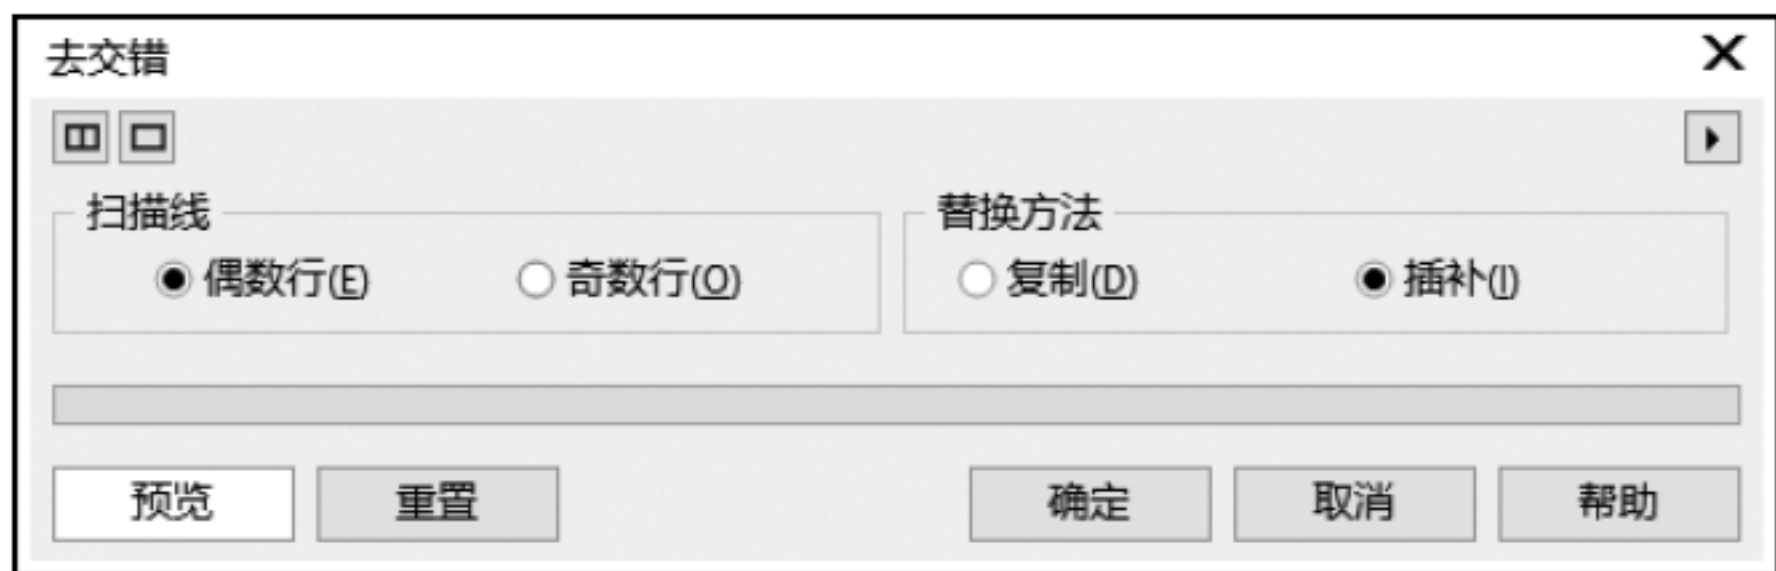 去交错
扫描线 替换方法
偶数行(E) 奇数行(O) 复制(D) 插补(I)
预览 重置 确定 取消 帮助